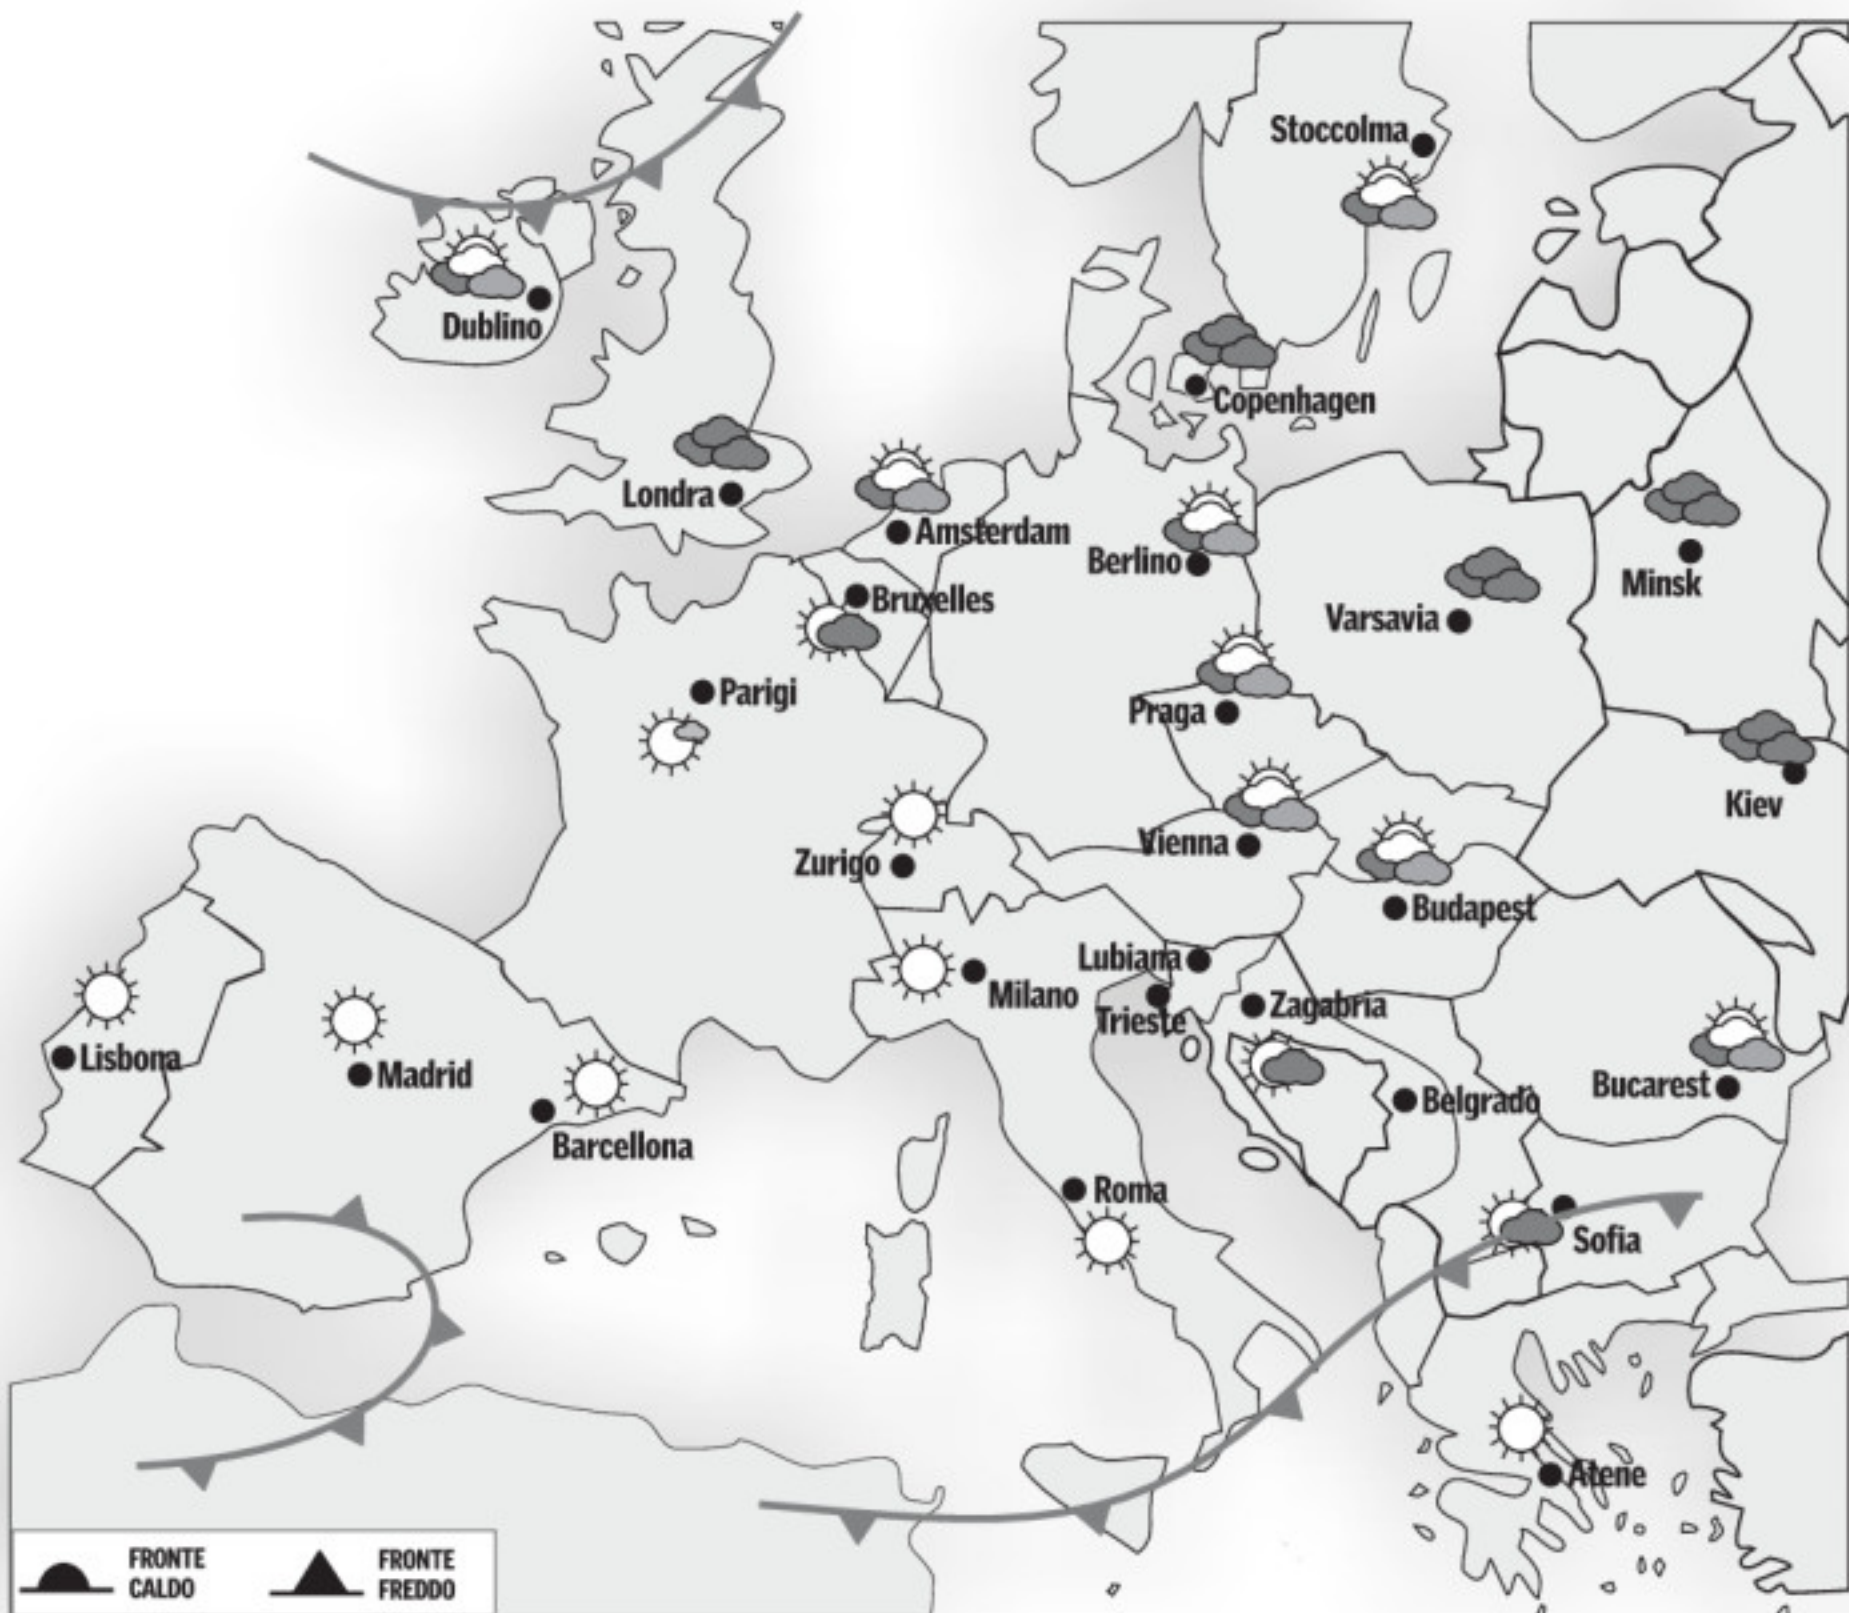 Stoccolma
Dublino
Copenhagen
Londra
Amsterdam
Berlino
Minsk
Bruxelles
Varsavia
Parigi
Praga
Kiev
Vienna
Zurigo
Budapest
Lubiana
Milano
Trieste
Zagabria
Lisbona
Madrid
Bucarest
Belgrado
Barcellona
Roma
Sofia
Atene
FRONTE
CALDO
FRONTE
FREDDO